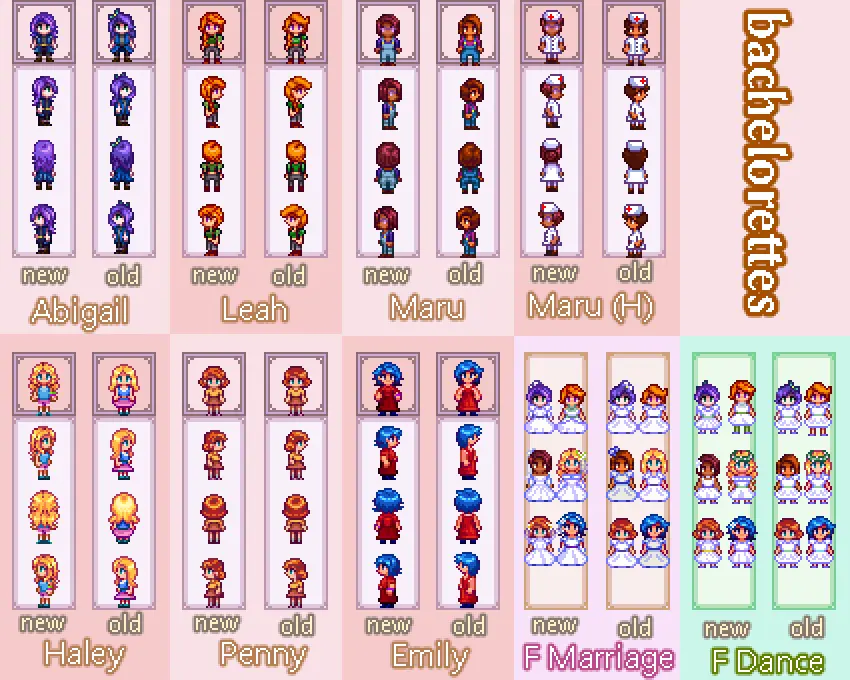 bachelorettes
new old
Abigail
new old
Leah
new old
Maru
new old
Maru (H)
new old
Haley
new old
Penny
new old
Emily
new old
F Marriage
new old
F Dance